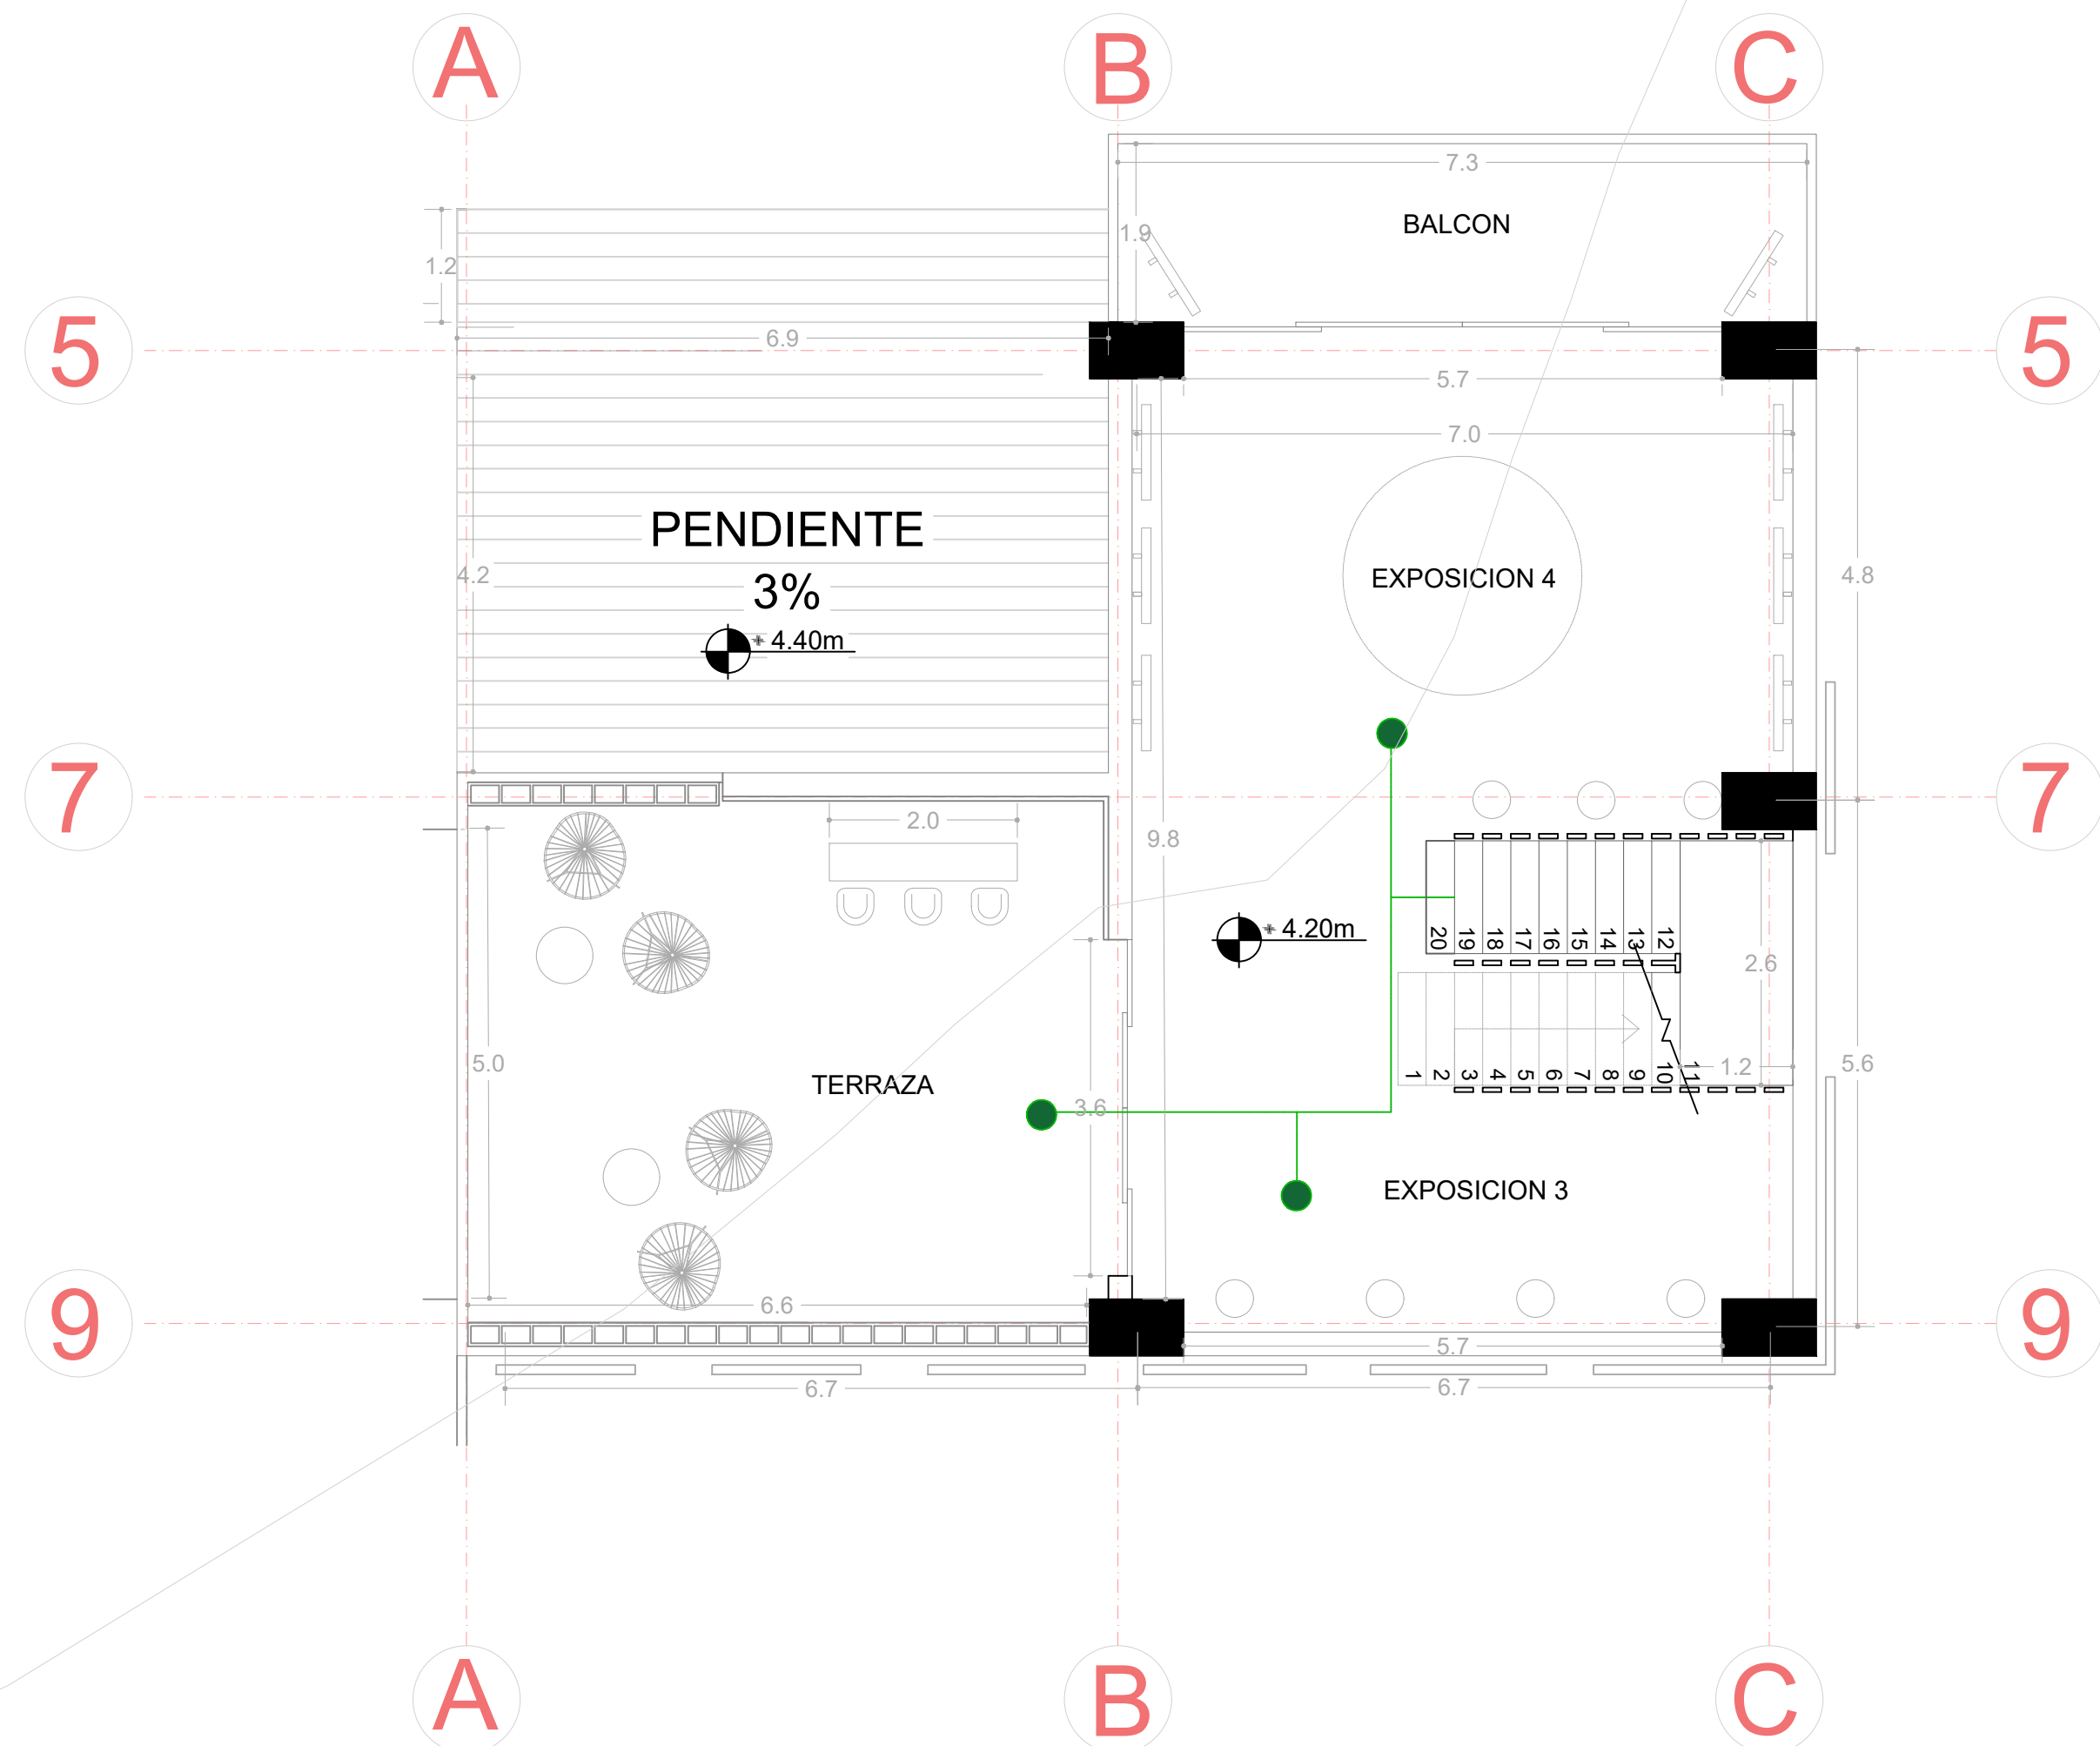 A B C
7.3
BALCON
1.9
1.2
5 6.9 5
5.7
7.0
PENDIENTE
4.2 3% EXPOSICION 4 4.8
+ 4.40m
7 7
2.0
9.8
+ 4.20m
20 19 18 17 16 15 14 13 12
2.6
5.0 1.2 5.6
1 2 3 4 5 6 7 8 9 10 11
TERRAZA
3.6
EXPOSICION 3
6.6
9 9
5.7
6.7 6.7
A B C